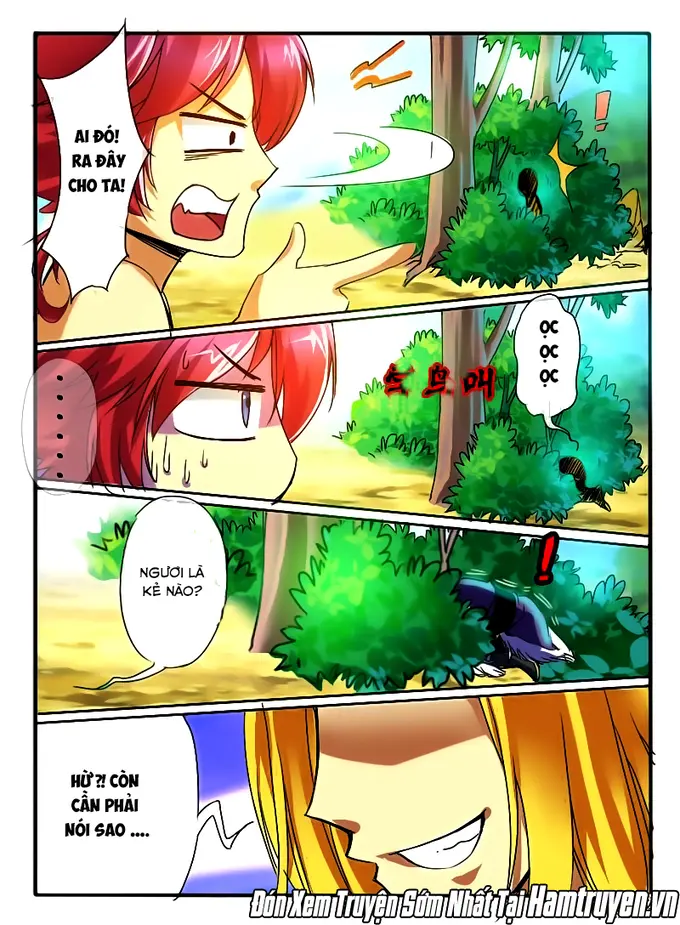 AI ĐÓ!
RA ĐÂY
CHO TA!
!
ỌC
ỌC
ỌC
......
!
NGƯƠI LÀ
KẺ NÀO?
HỪ?! CÒN
CẦN PHẢI
NÓI SAO ....
Đón Xem Truyện Sớm Nhất Tại Hamtruyen.vn